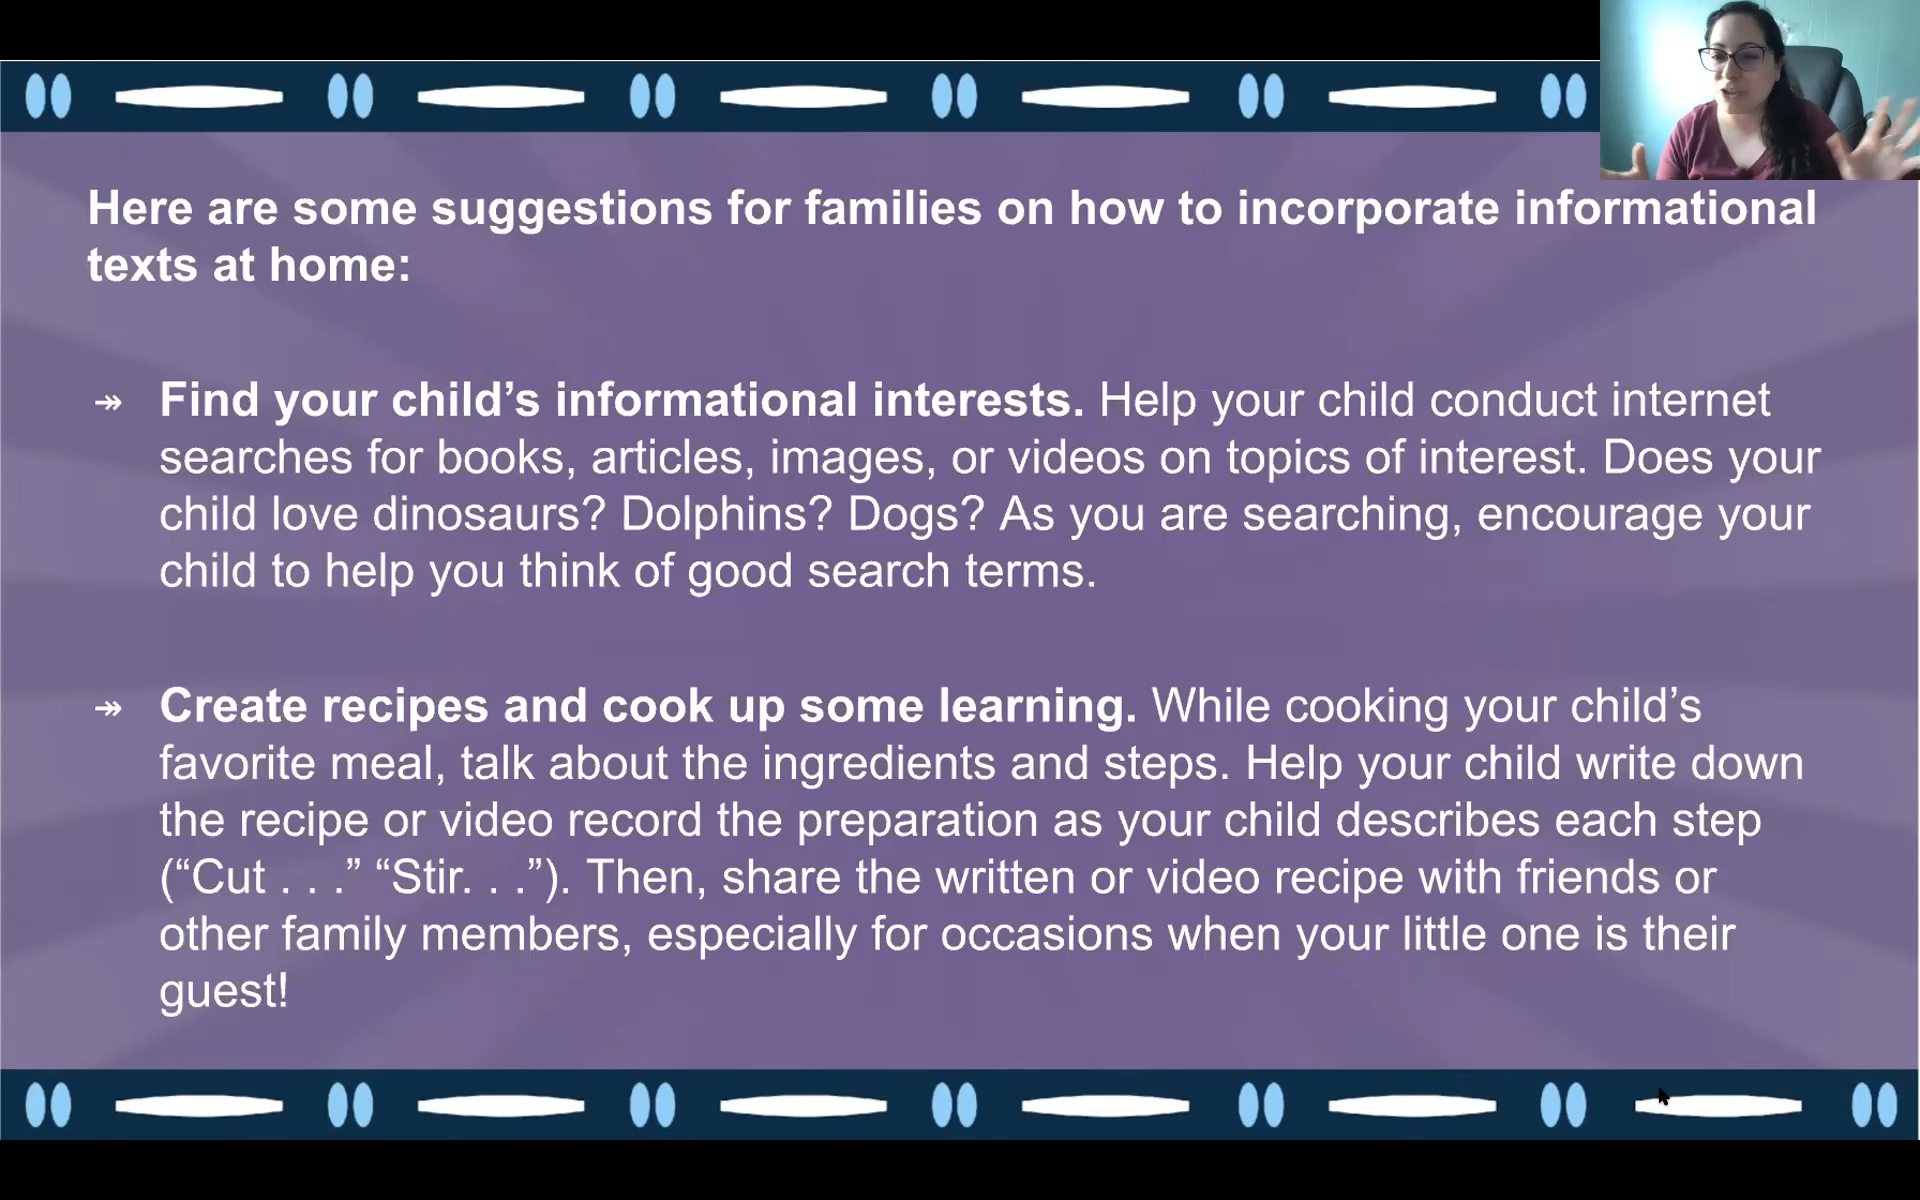 Here are some suggestions for families on how to incorporate informational
texts at home:
↠ Find your child’s informational interests. Help your child conduct internet
searches for books, articles, images, or videos on topics of interest. Does your
child love dinosaurs? Dolphins? Dogs? As you are searching, encourage your
child to help you think of good search terms.
↠ Create recipes and cook up some learning. While cooking your child’s
favorite meal, talk about the ingredients and steps. Help your child write down
the recipe or video record the preparation as your child describes each step
(“Cut . . .” “Stir. . .”). Then, share the written or video recipe with friends or
other family members, especially for occasions when your little one is their
guest!